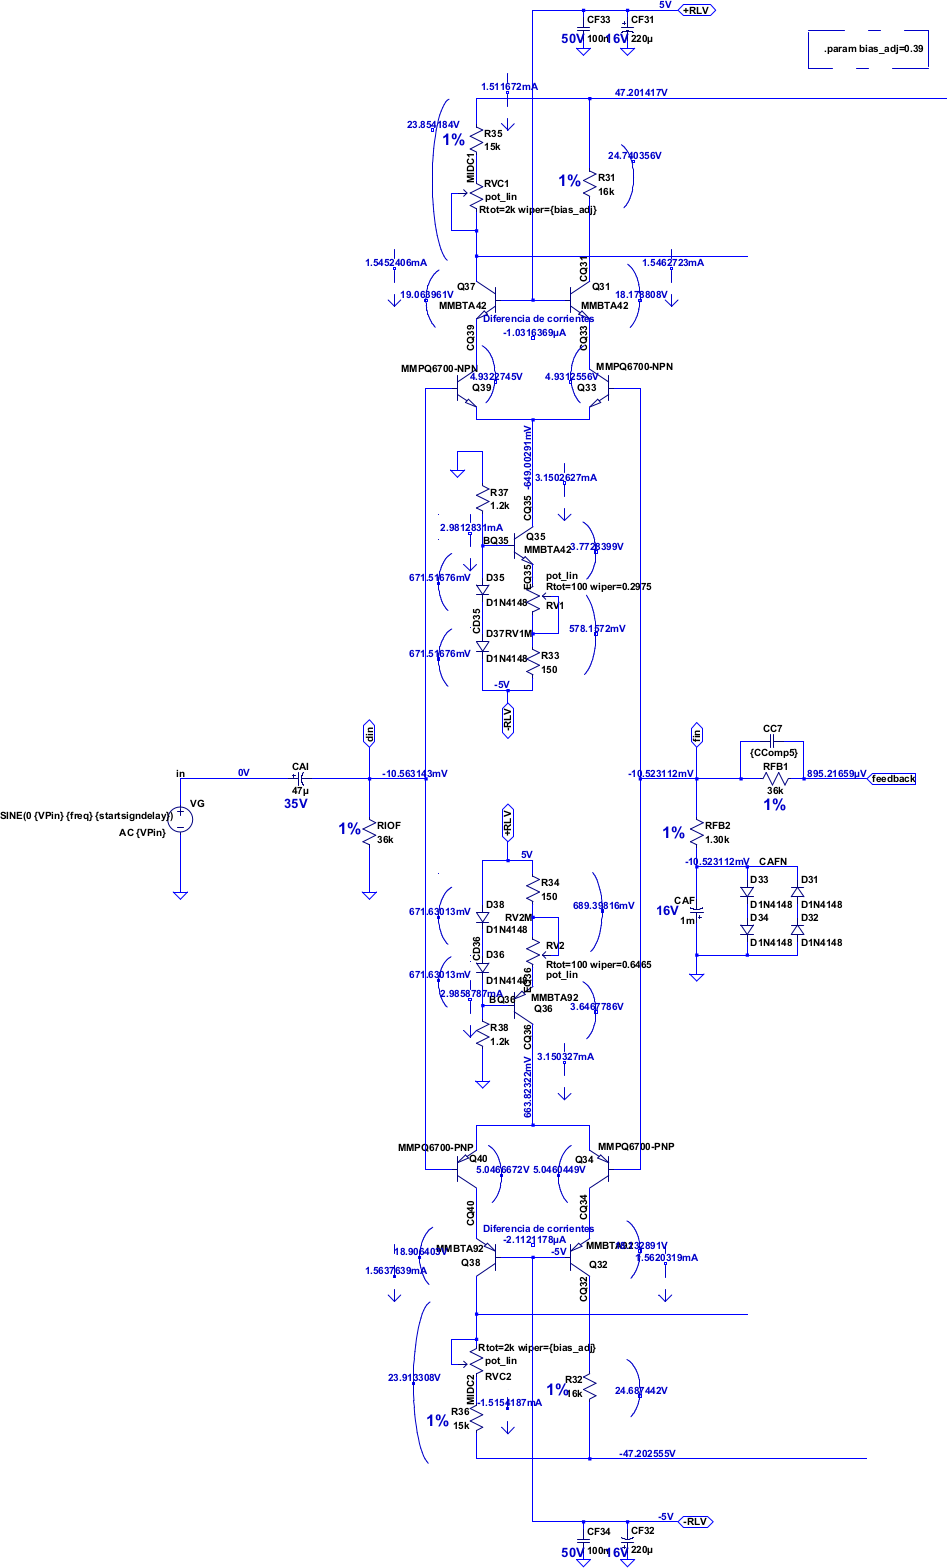 5V
+RLV
CF33
CF31
50V
100n
16V
220µ
.param bias_adj=0.39
1.511672mA
47.201417V
23.854184V
1%
R35
15k
24.740356V
MIDC1
RVC1
pot_lin
Rtot=2k wiper={bias_adj}
1%
R31
16k
CQ31
1.5452406mA
1.5462723mA
Q37
Q31
19.063961V
18.178808V
MMBTA42
MMBTA42
Diferencia de corrientes
-1.0316369µA
CQ39
CQ33
MMPQ6700-NPN
MMPQ6700-NPN
4.9322745V
4.9312556V
Q39
Q33
-649.00291mV
3.1502627mA
R37
1.2k
CQ35
2.9812831mA
Q35
BQ35
MMBTA42
3.7728399V
EQ35
671.51676mV
D35
D1N4148
pot_lin
Rtot=100 wiper=0.2975
RV1
CD35
D37
RV1M
578.1572mV
671.51676mV
D1N4148
R33
150
-5V
-RLV
din
fin
CC7
{CComp5}
in
0V
CAI
47µ
35V
-10.563143mV
-10.523112mV
RFB1
36k
1%
895.21659µV
feedback
VG
SINE(0 {VPin} {freq} {startsigndelay})
AC {VPin}
1%
RIOF
36k
+RLV
1%
RFB2
1.30k
5V
-10.523112mV
CAFN
R34
150
D33
D31
D1N4148
D1N4148
CAF
16V
1m
D34
D32
D1N4148
D1N4148
671.63013mV
D38
D1N4148
RV2M
689.39816mV
CD36
RV2
D36
671.63013mV
D1N4148
Rtot=100 wiper=0.6465
pot_lin
EQ36
2.9858787mA
BQ36
MMBTA92
Q36
3.6467786V
R38
1.2k
CQ36
3.150327mA
663.82322mV
MMPQ6700-PNP
MMPQ6700-PNP
Q40
Q34
5.0466672V
5.0460449V
CQ40
CQ34
Diferencia de corrientes
-2.1121178µA
-5V
18.906403V
MMBTA92
Q38
Q32
1.5637639mA
1.5620319mA
CQ32
Rtot=2k wiper={bias_adj}
pot_lin
RVC2
23.913308V
MIDC2
1%
R32
16k
24.687442V
-1.5154187mA
1%
R36
15k
-47.202555V
-5V
-RLV
CF34
CF32
50V
100n
16V
220µ